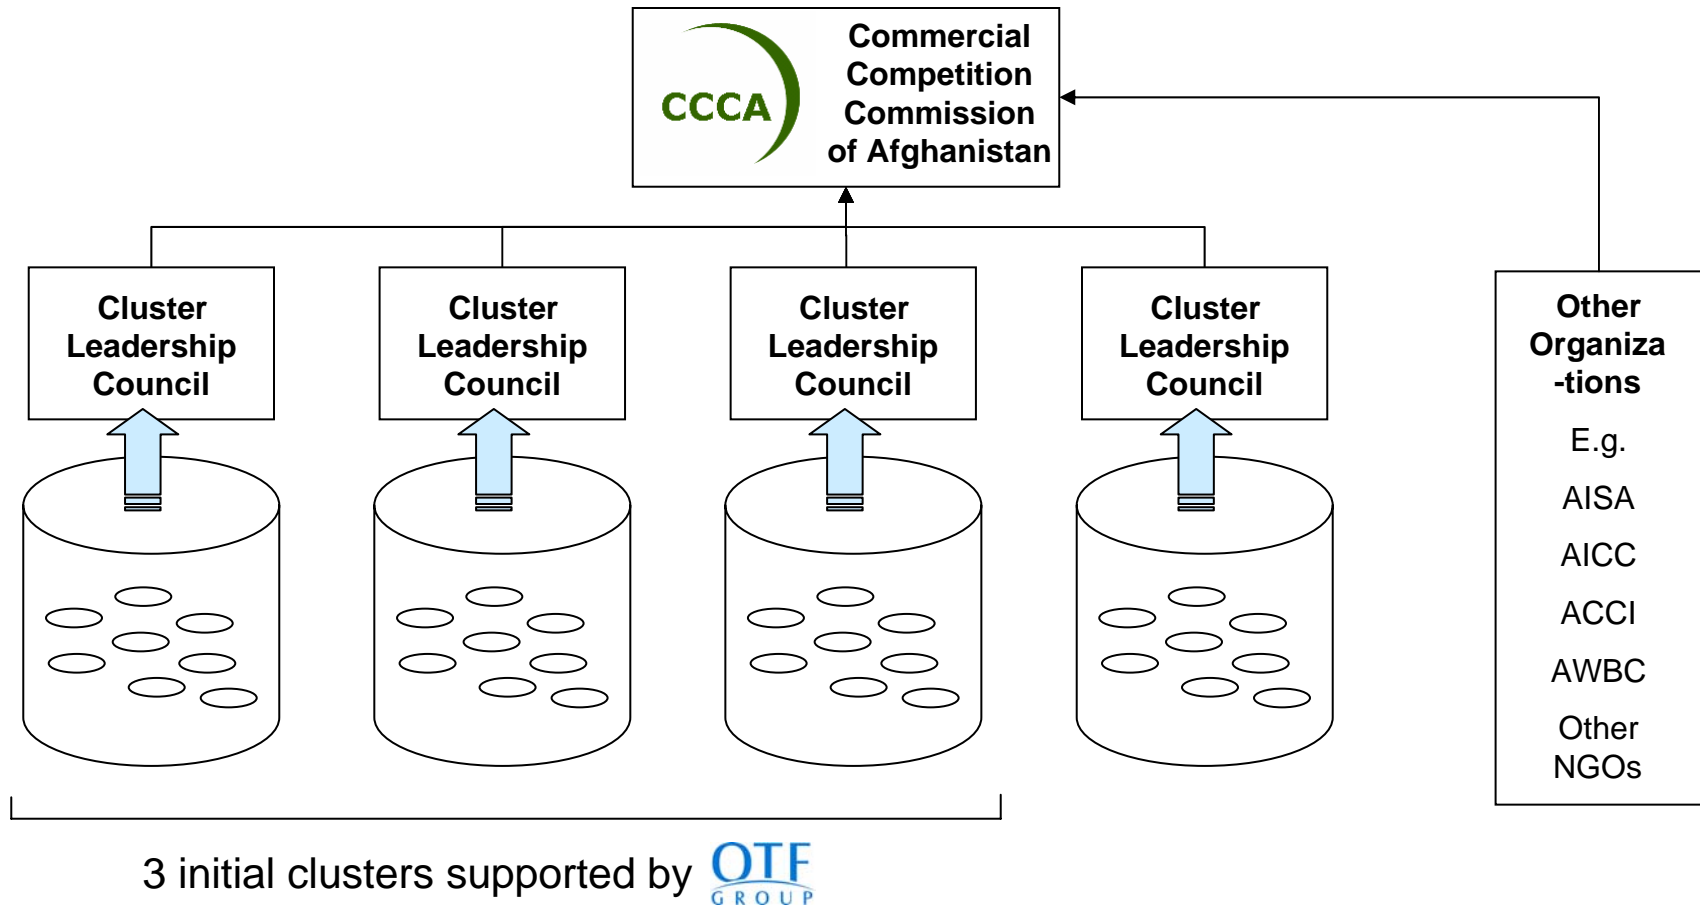 CCCA
Commercial
Competition
Commission
of Afghanistan
Cluster
Leadership
Council
Cluster
Leadership
Council
Cluster
Leadership
Council
Cluster
Leadership
Council
Other
Organiza
-tions
E.g.
AISA
AICC
ACCI
AWBC
Other
NGOs
3 initial clusters supported by OTF
GROUP